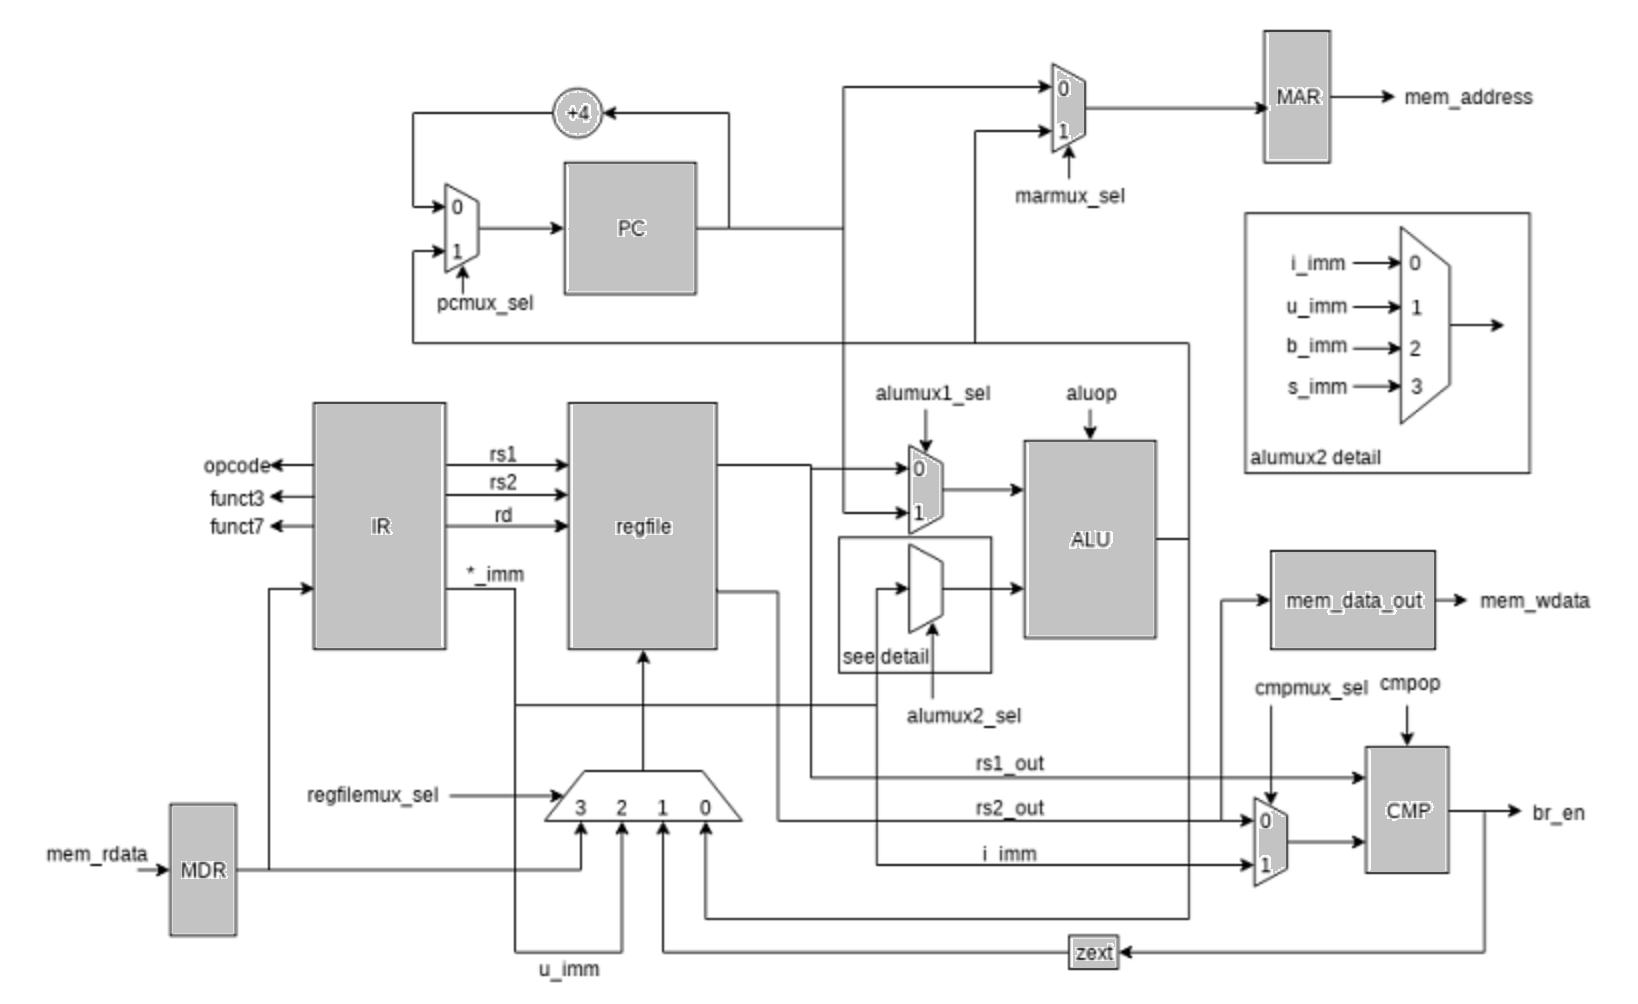 +4
0
1
MAR
mem_address
marmux_sel
0
1
PC
pcmux_sel
i_imm
0
u_imm
1
b_imm
2
s_imm
3
alumux2 detail
alumux1_sel
aluop
opcode
funct3
funct7
IR
rs1
rs2
rd
*_imm
regfile
0
1
ALU
see detail
alumux2_sel
mem_data_out
mem_wdata
cmpmux_sel
cmpop
rs1_out
rs2_out
i_imm
0
1
CMP
br_en
regfilemux_sel
3
2
1
0
mem_rdata
MDR
u_imm
zext